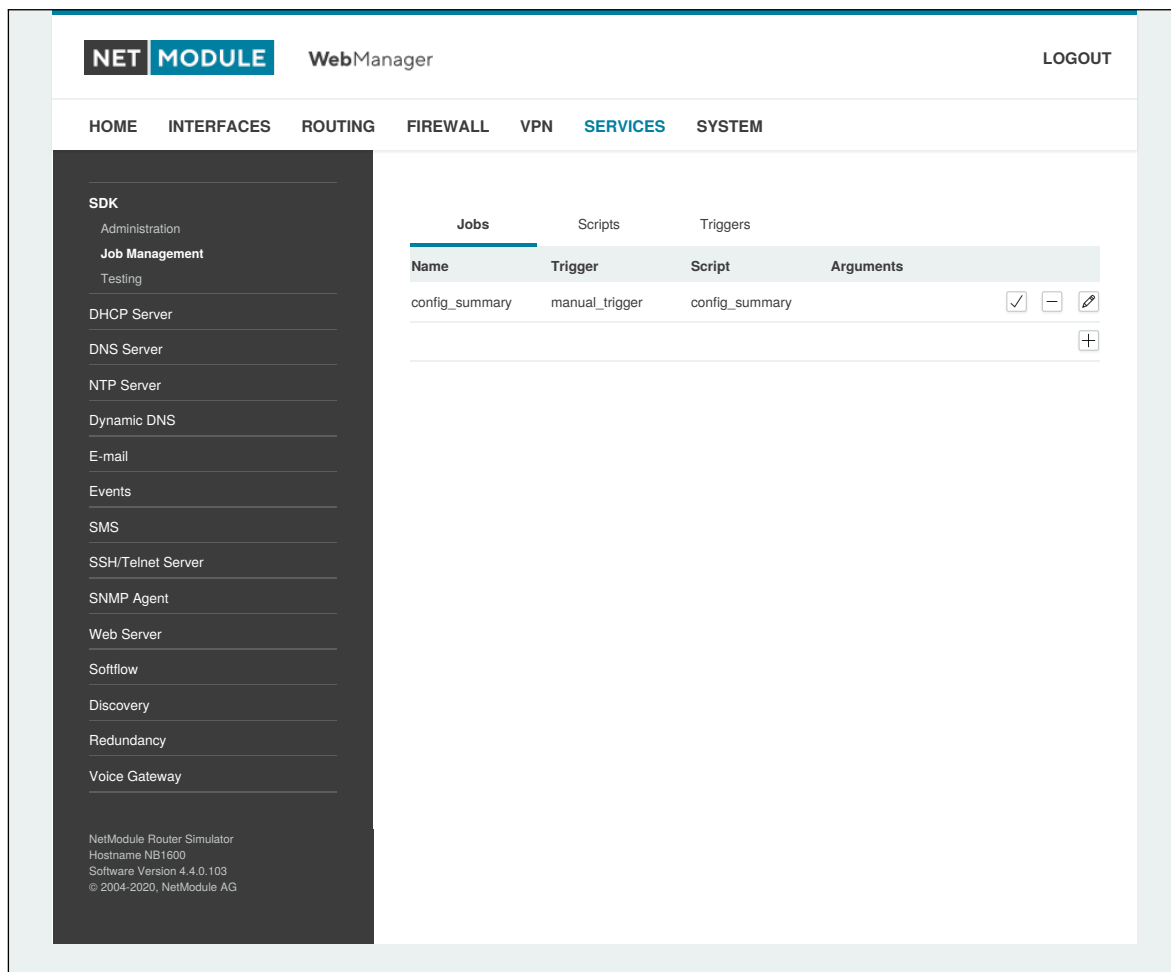 NET MODULE WebManager LOGOUT
HOME INTERFACES ROUTING FIREWALL VPN SERVICES SYSTEM
SDK
Administration
Job Management
Testing
DHCP Server
DNS Server
NTP Server
Dynamic DNS
E-mail
Events
SMS
SSH/Telnet Server
SNMP Agent
Web Server
Softflow
Discovery
Redundancy
Voice Gateway
NetModule Router Simulator
Hostname NB1600
Software Version 4.4.0.103
© 2004-2020, NetModule AG
Jobs Scripts Triggers
Name Trigger Script Arguments
config_summary manual_trigger config_summary